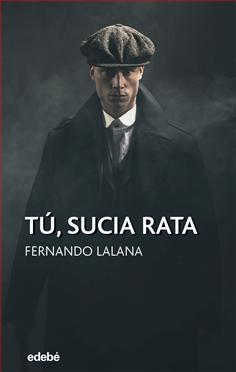 TÚ, SUCIA RATA
FERNANDO LALANA
edebé